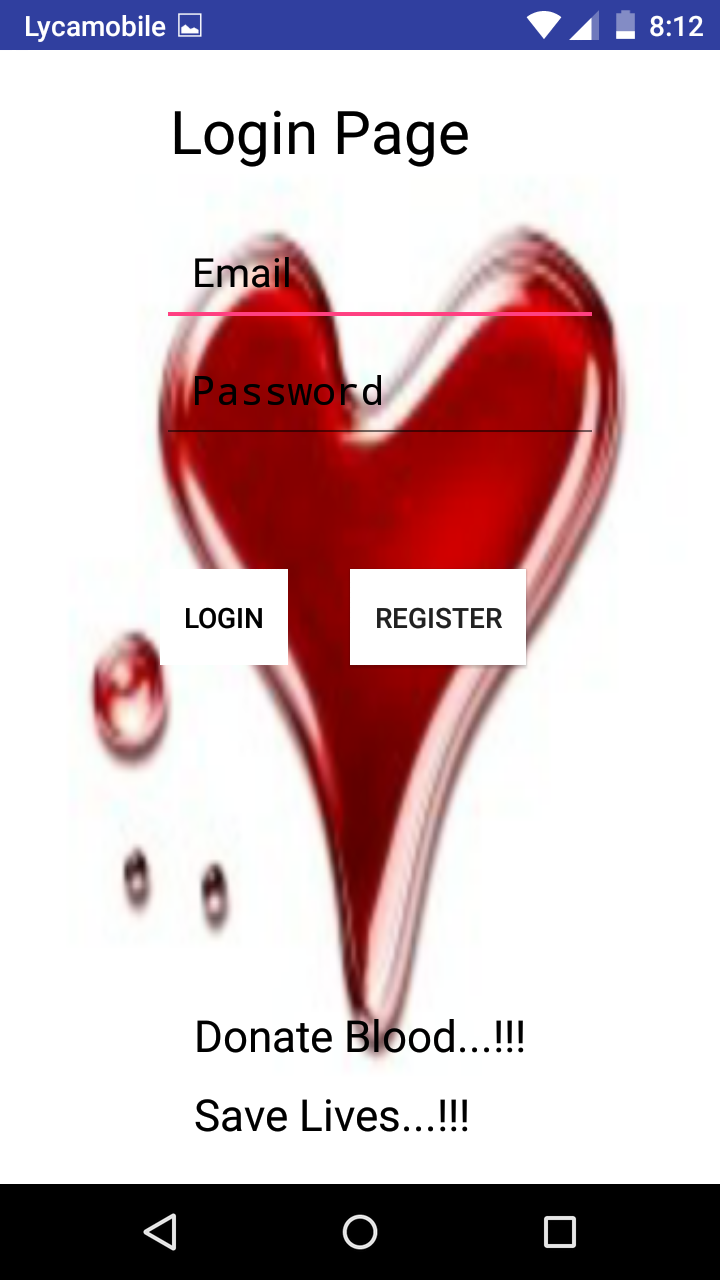 Lycamobile 8:12
Login Page
Email
Password
LOGIN REGISTER
Donate Blood...!!!
Save Lives...!!!